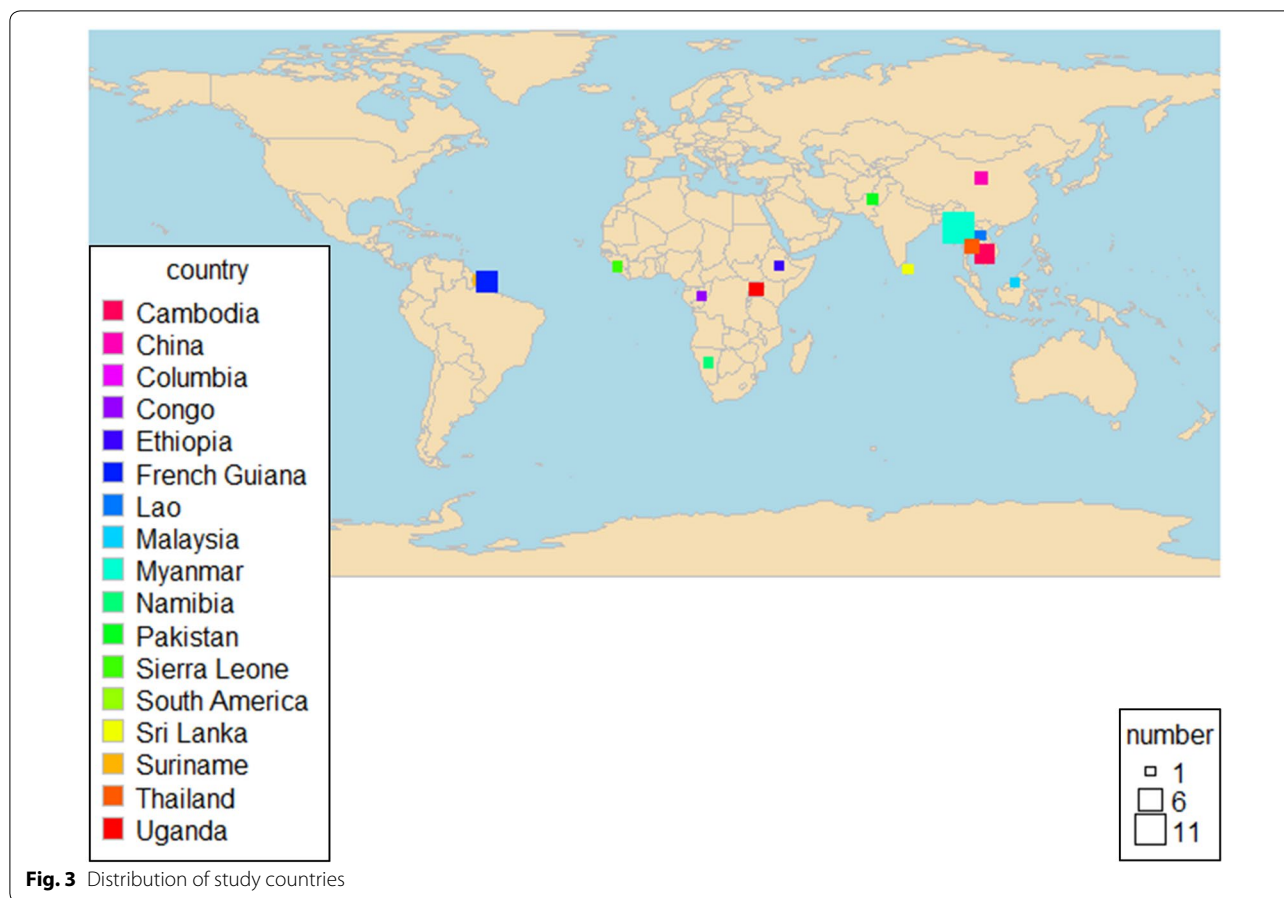 country
Cambodia
China
Columbia
Congo
Ethiopia
French Guiana
Lao
Malaysia
Myanmar
Namibia
Pakistan
Sierra Leone
South America
Sri Lanka
Suriname
Thailand
Uganda
number
1
6
11
Fig. 3 Distribution of study countries